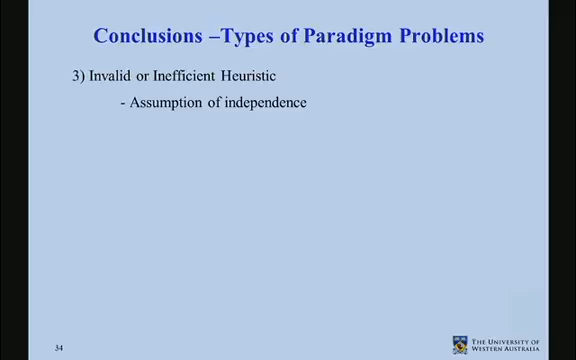 Conclusions –Types of Paradigm Problems
3) Invalid or Inefficient Heuristic
- Assumption of independence
34
THE UNIVERSITY OF
WESTERN AUSTRALIA